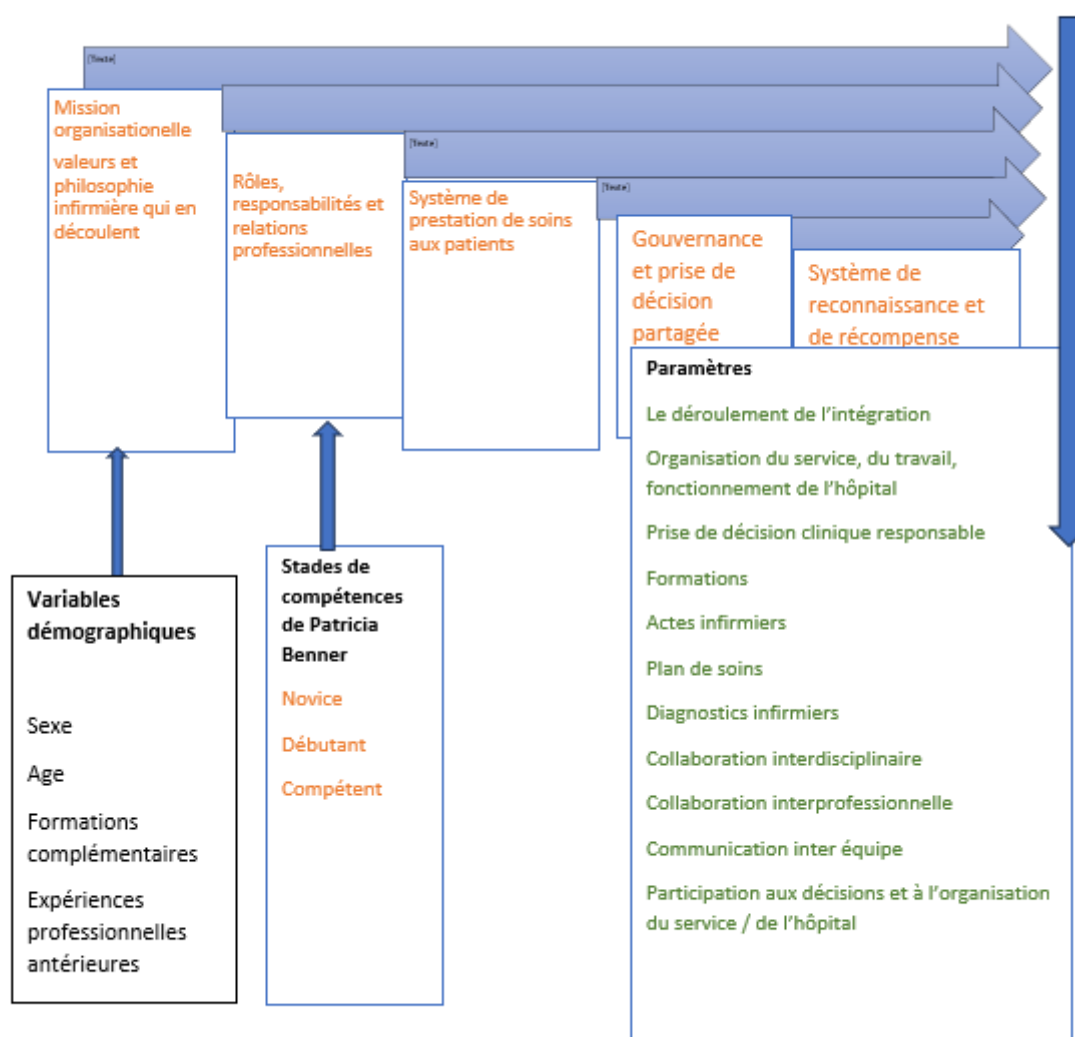 [Texte]
Mission
organisationelle
valeurs et
philosophie
infirmière qui en
découlent
Rôles,
responsabilités et
relations
professionnelles
[Texte]
Système de
prestation de soins
aux patients
[Texte]
Gouvernance
et prise de
décision
partagée
Système de
reconnaissance et
de récompense
Paramètres
Le déroulement de l’intégration
Organisation du service, du travail,
fonctionnement de l’hôpital
Prise de décision clinique responsable
Formations
Actes infirmiers
Plan de soins
Diagnostics infirmiers
Collaboration interdisciplinaire
Collaboration interprofessionnelle
Communication inter équipe
Participation aux décisions et à l’organisation
du service / de l’hôpital
Stades de
compétences
de Patricia
Benner
Novice
Débutant
Compétent
Variables
démographiques
Sexe
Age
Formations
complémentaires
Expériences
professionnelles
antérieures